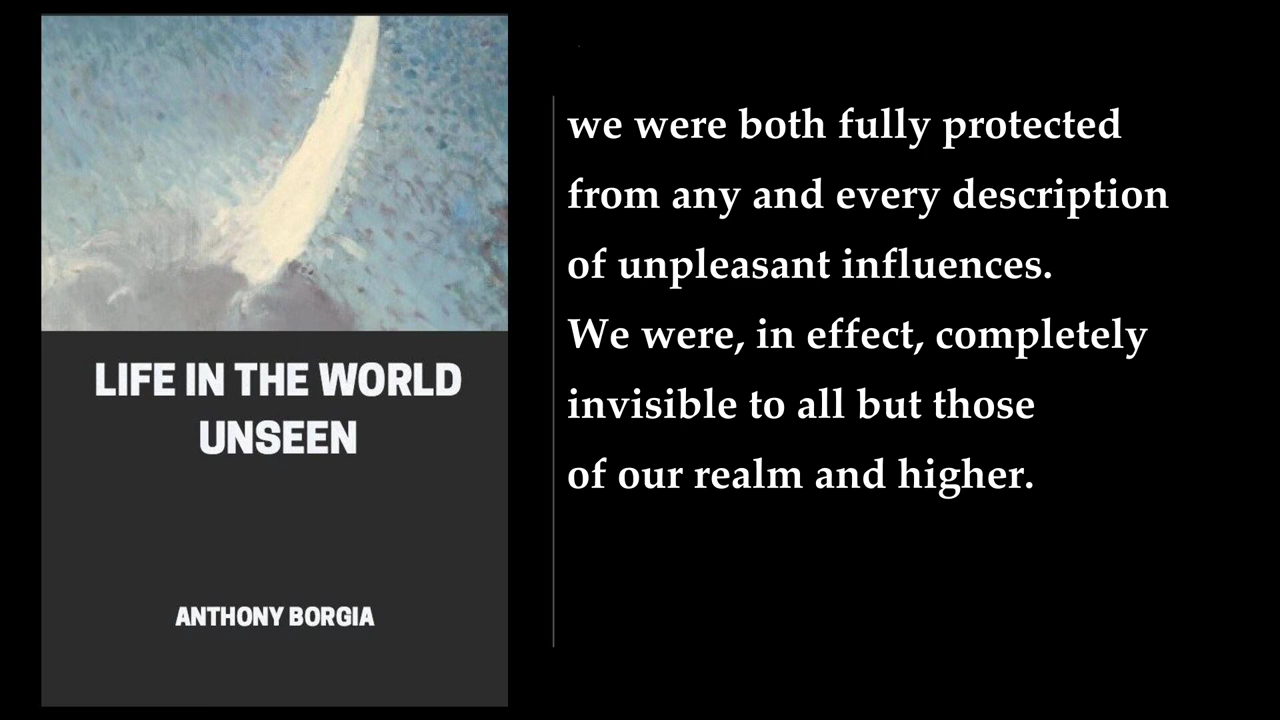 LIFE IN THE WORLD
UNSEEN
ANTHONY BORGIA
we were both fully protected
from any and every description
of unpleasant influences.
We were, in effect, completely
invisible to all but those
of our realm and higher.